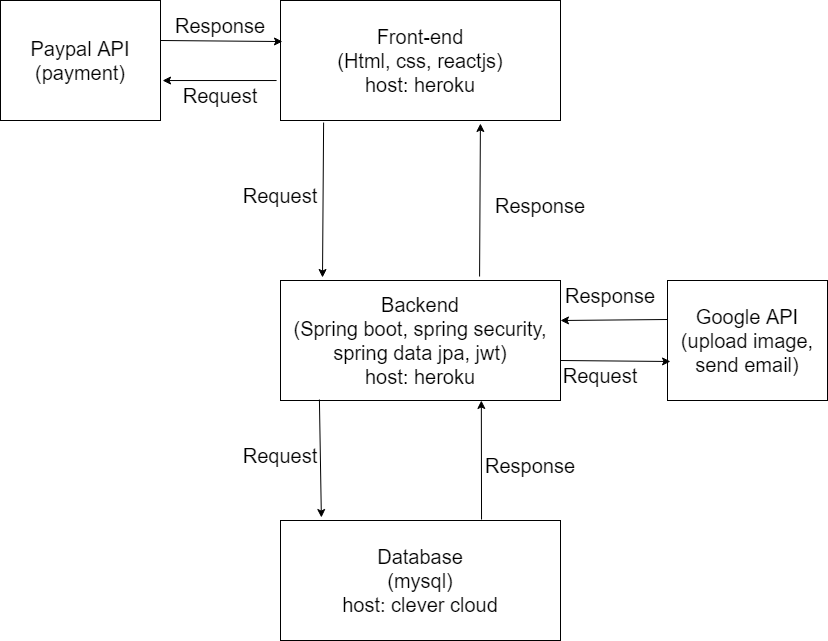 Paypal API
(payment)
Response
Request
Front-end
(Html, css, reactjs)
host: heroku
Request
Response
Backend
(Spring boot, spring security,
spring data jpa, jwt)
host: heroku
Response
Request
Google API
(upload image,
send email)
Request
Response
Database
(mysql)
host: clever cloud